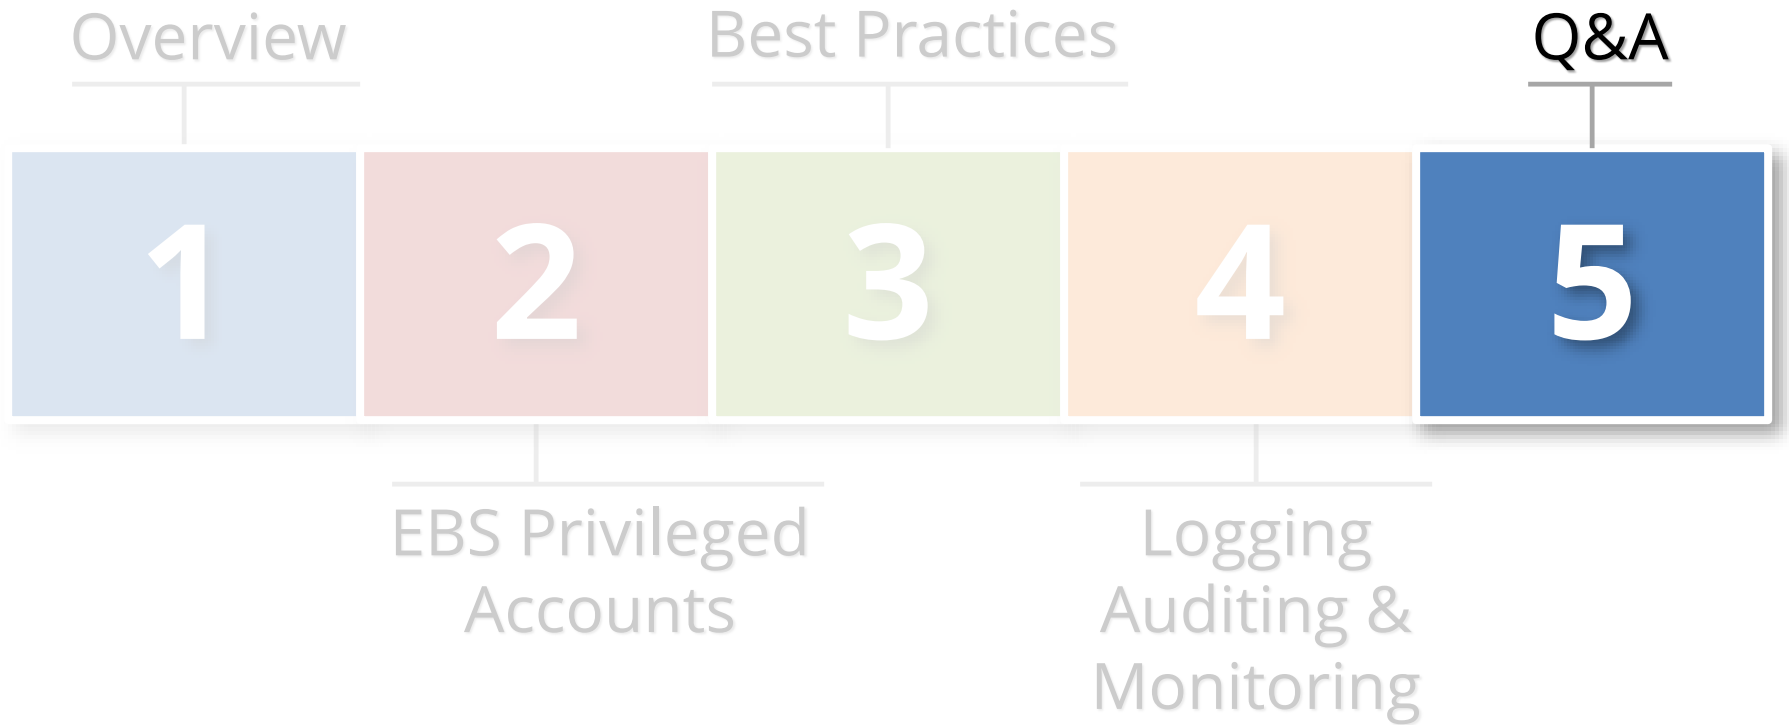 Overview
Best Practices
Q&A
1
2
3
4
5
EBS Privileged
Accounts
Logging
Auditing &
Monitoring